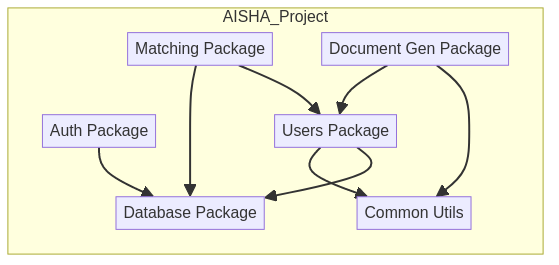 AISHA_Project
Matching Package
Document Gen Package
Auth Package
Users Package
Database Package
Common Utils